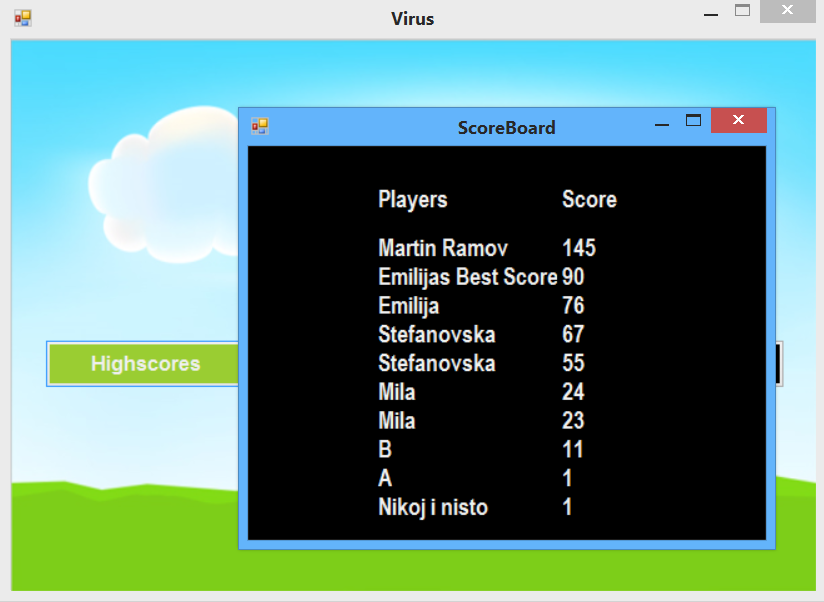 Virus
ScoreBoard
Players Score
Martin Ramov 145
Emilijas Best Score 90
Emilija 76
Stefanovska 67
Stefanovska 55
Highscores
Mila 24
Mila 23
B 11
A 1
Nikoj i nisto 1